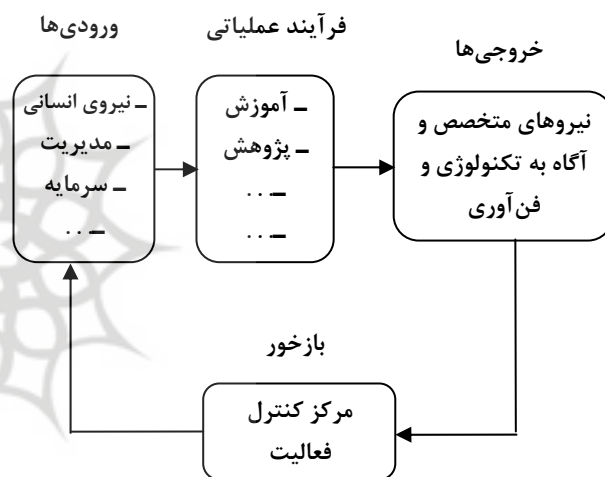 ورودی‌ها
ـ نیروی انسانی
ـ مدیریت
ـ سرمایه
ـ...
فرآیند عملیاتی
ـ آموزش
ـ پژوهش
ـ...
ـ...
خروجی‌ها
نیروهای متخصص و
آگاه به تکنولوژی و
فن‌آوری
بازخور
مرکز کنترل
فعالیت